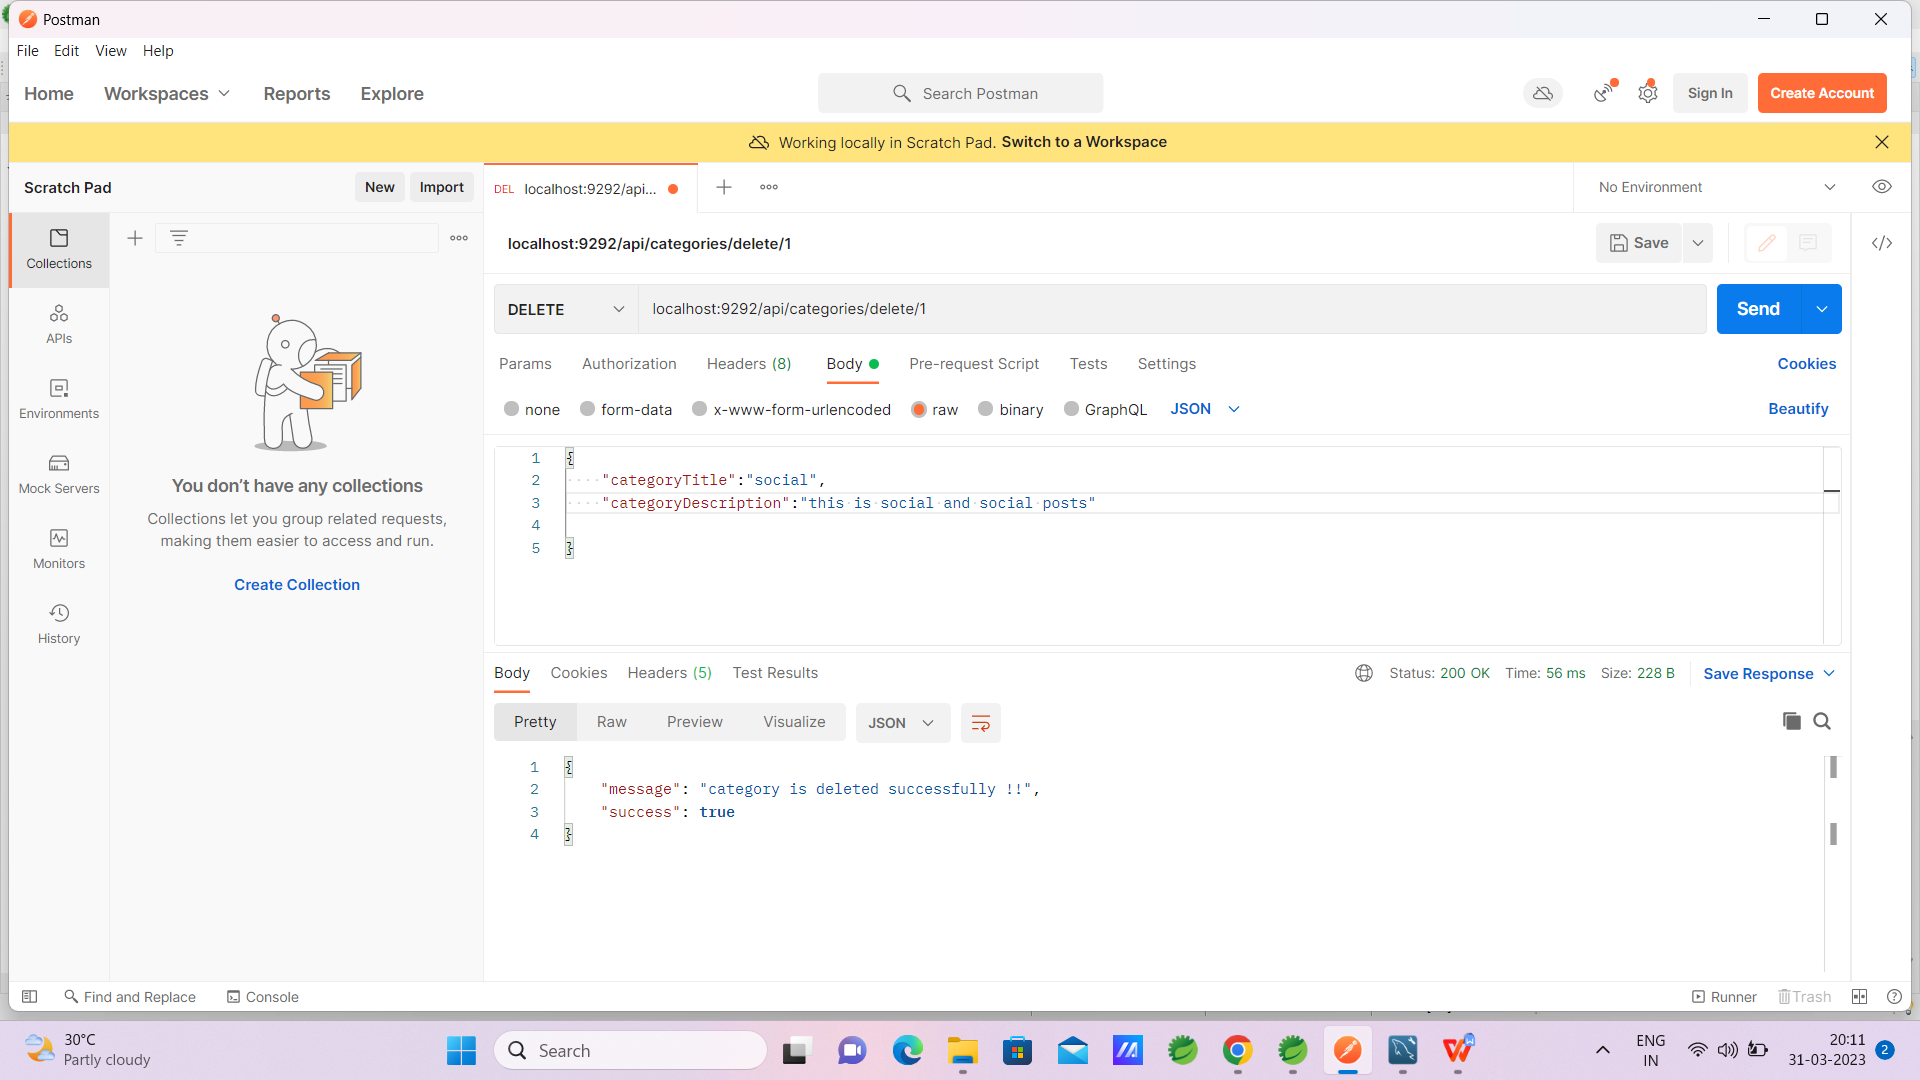 Postman
File Edit View Help
Home Workspaces Reports Explore Search Postman Sign In Create Account
Working locally in Scratch Pad. Switch to a Workspace
Scratch Pad New Import DEL localhost:9292/api... No Environment
localhost:9292/api/categories/delete/1 Save
DELETE localhost:9292/api/categories/delete/1 Send
Params Authorization Headers (8) Body Pre-request Script Tests Settings Cookies
none form-data x-www-form-urlencoded raw binary GraphQL JSON Beautify
Collections
APIs
Environments
Mock Servers
Monitors
History
You don't have any collections
Collections let you group related requests,
making them easier to access and run.
Create Collection
1 {
2 "categoryTitle":"social",
3 "categoryDescription":"this is social and social posts"
4
5 }
Body Cookies Headers (5) Test Results Status: 200 OK Time: 56 ms Size: 228 B Save Response
Pretty Raw Preview Visualize JSON
1 {
2 "message": "category is deleted successfully !!",
3 "success": true
4 }
Find and Replace Console Runner Trash
30°C
Partly cloudy
Search
ENG
IN
20:11
31-03-2023
2